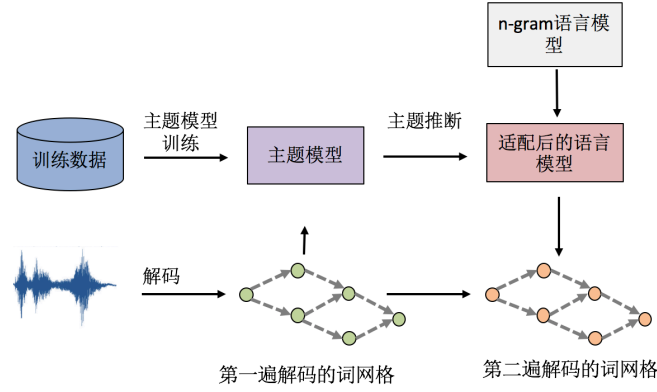 n-gram语言模
型
主题模型
训练
主题推断
训练数据
主题模型
适配后的语言
模型
解码
第一遍解码的词网格
第二遍解码的词网格